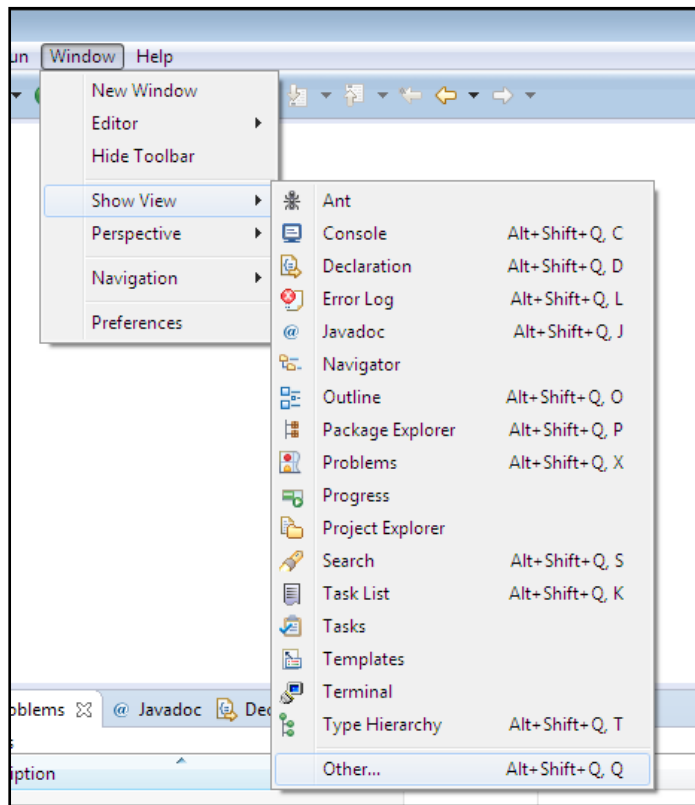 un Window Help
New Window
Editor
Hide Toolbar
Show View
Perspective
Navigation
Preferences
Ant
Console Alt+Shift+Q, C
Declaration Alt+Shift+Q, D
Error Log Alt+Shift+Q, L
Javadoc Alt+Shift+Q, J
Navigator
Outline Alt+Shift+Q, O
Package Explorer Alt+Shift+Q, P
Problems Alt+Shift+Q, X
Progress
Project Explorer
Search Alt+Shift+Q, S
Task List Alt+Shift+Q, K
Tasks
Templates
Terminal
Type Hierarchy Alt+Shift+Q, T
Other... Alt+Shift+Q, Q
oblems @ Javadoc Dec
s
iption